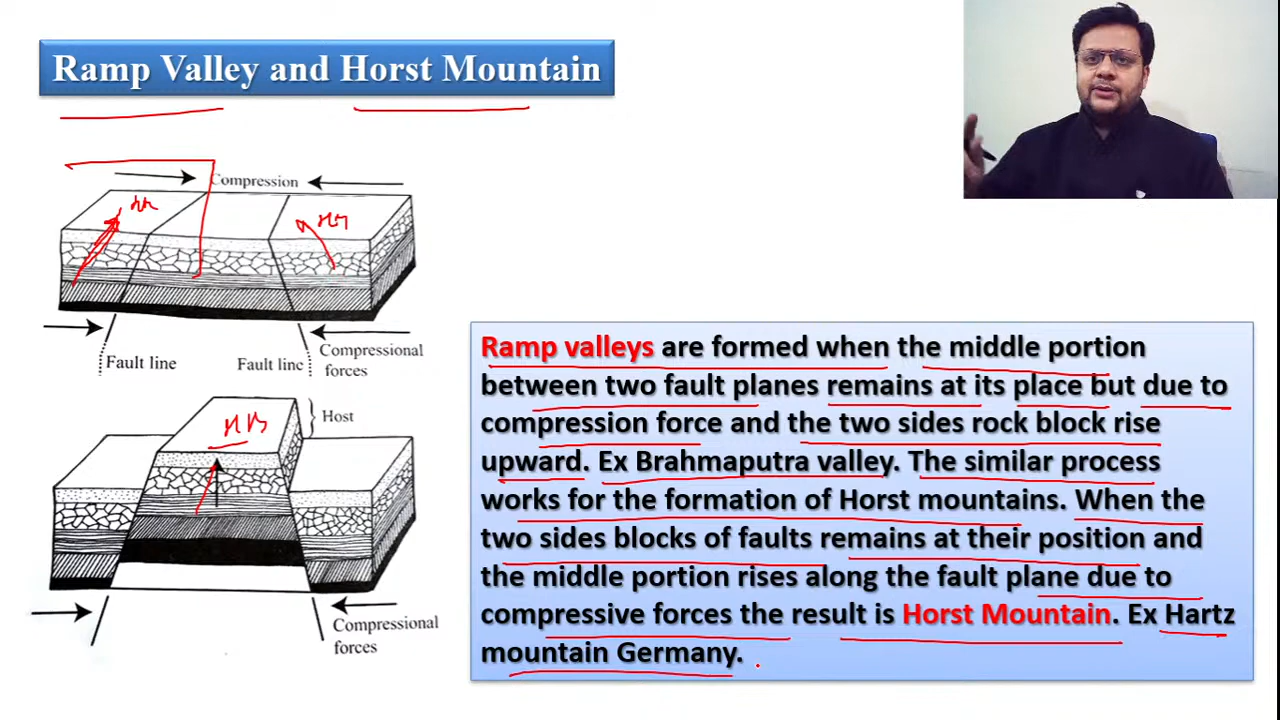 Ramp Valley and Horst Mountain
Compression
Fault line
Fault line
Compressional
forces
Host
Compressional
forces
Ramp valleys are formed when the middle portion
between two fault planes remains at its place but due to
compression force and the two sides rock block rise
upward. Ex Brahmaputra valley. The similar process
works for the formation of Horst mountains. When the
two sides blocks of faults remains at their position and
the middle portion rises along the fault plane due to
compressive forces the result is Horst Mountain. Ex Hartz
mountain Germany.